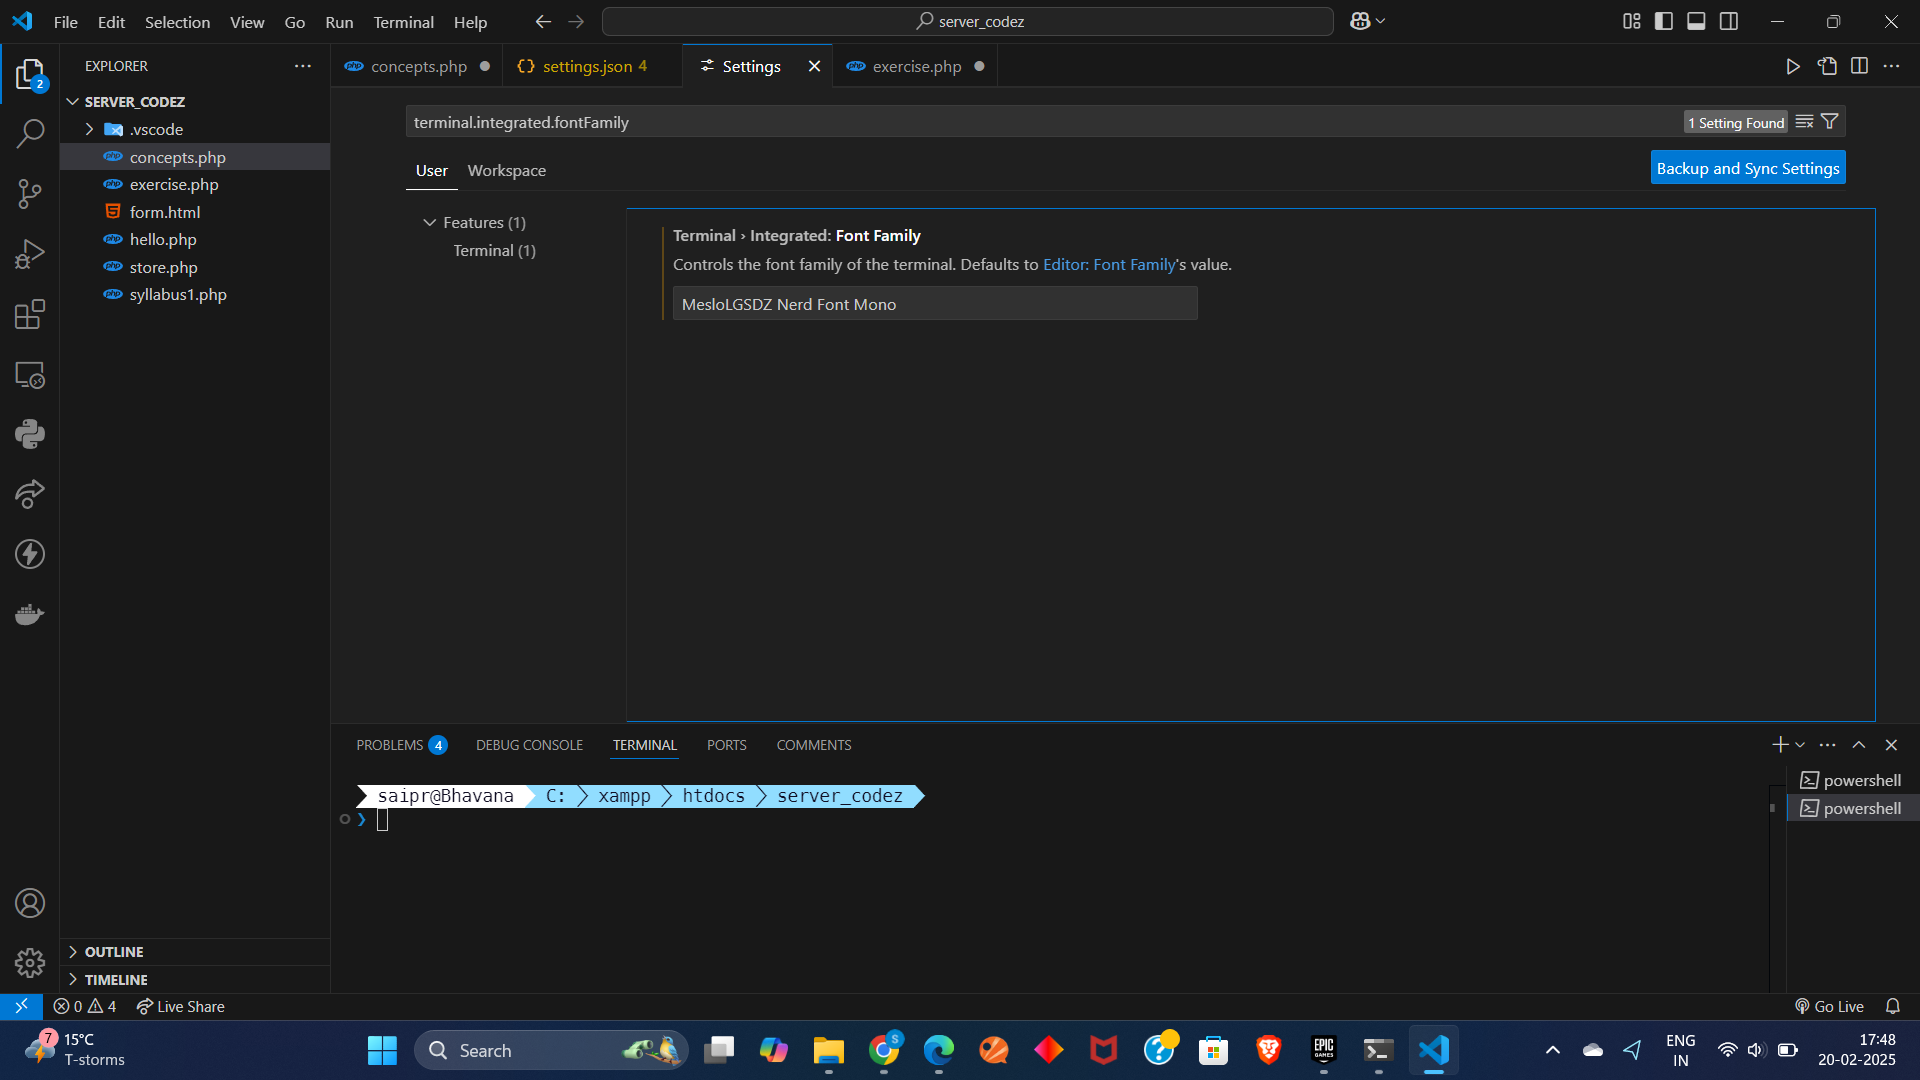 File Edit Selection View Go Run Terminal Help
server_codez
EXPLORER
concepts.php
settings.json 4
Settings
exercise.php
2
SERVER_CODEZ
.vscode
concepts.php
exercise.php
form.html
hello.php
store.php
syllabus1.php
terminal.integrated.fontFamily
1 Setting Found
User Workspace
Backup and Sync Settings
Features (1)
Terminal (1)
Terminal › Integrated: Font Family
Controls the font family of the terminal. Defaults to Editor: Font Family's value.
MesloLGSDZ Nerd Font Mono
PROBLEMS 4 DEBUG CONSOLE TERMINAL PORTS COMMENTS
saipr@Bhavana C: xampp htdocs server_codez
❯
powershell
powershell
OUTLINE
TIMELINE
0 4 Live Share
Go Live
7
15°C
T-storms
Search
S
EPIC
GAMES
ENG
IN
17:48
20-02-2025